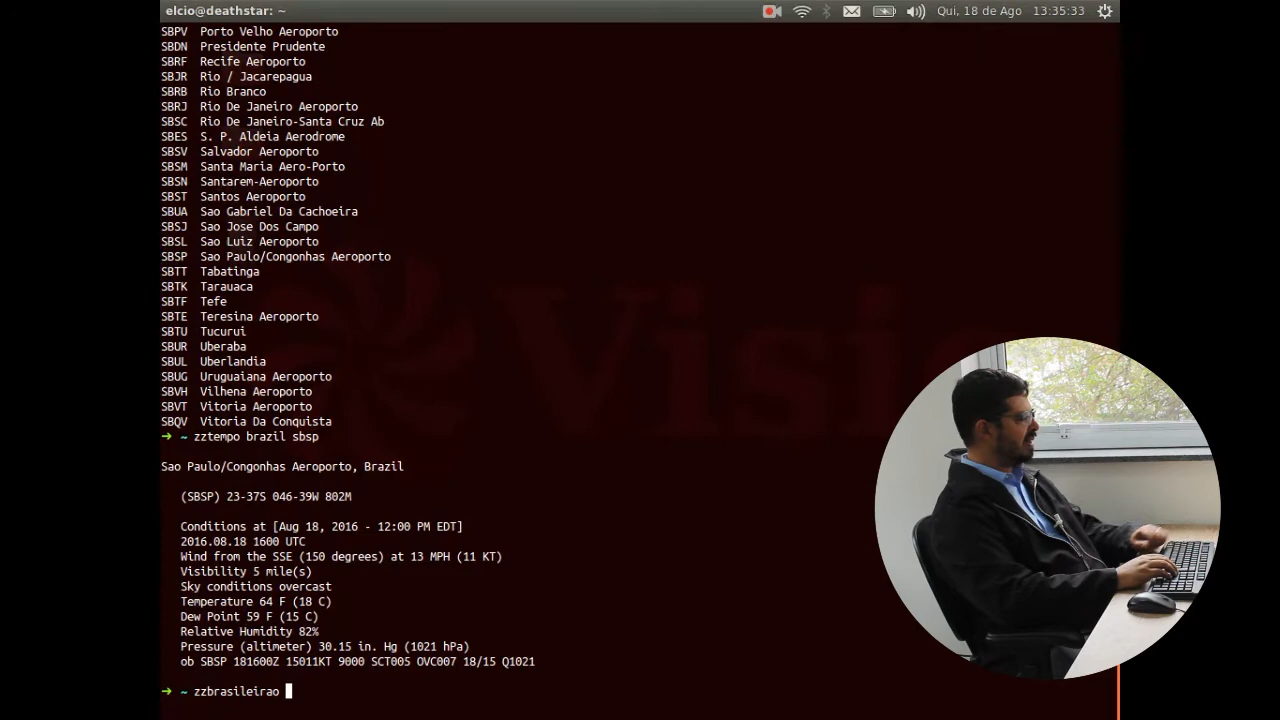 elcio@deathstar: ~
Qui, 18 de Ago 13:35:33
SBPV Porto Velho Aeroporto
SBDN Presidente Prudente
SBRF Recife Aeroporto
SBJR Rio / Jacarepagua
SBRB Rio Branco
SBRJ Rio De Janeiro Aeroporto
SBSC Rio De Janeiro-Santa Cruz Ab
SBES S. P. Aldeia Aerodrome
SBSV Salvador Aeroporto
SBSM Santa Maria Aero-Porto
SBSN Santarem-Aeroporto
SBST Santos Aeroporto
SBUA Sao Gabriel Da Cachoeira
SBSJ Sao Jose Dos Campo
SBSL Sao Luiz Aeroporto
SBSP Sao Paulo/Congonhas Aeroporto
SBTT Tabatinga
SBTK Tarauaca
SBTF Tefe
SBTE Teresina Aeroporto
SBTU Tucurui
SBUR Uberaba
SBUL Uberlandia
SBUG Uruguaiana Aeroporto
SBVH Vilhena Aeroporto
SBVT Vitoria Aeroporto
SBQV Vitoria Da Conquista
➜ ~ zztempo brazil sbsp
Sao Paulo/Congonhas Aeroporto, Brazil
(SBSP) 23-37S 046-39W 802M
Conditions at [Aug 18, 2016 - 12:00 PM EDT]
2016.08.18 1600 UTC
Wind from the SSE (150 degrees) at 13 MPH (11 KT)
Visibility 5 mile(s)
Sky conditions overcast
Temperature 64 F (18 C)
Dew Point 59 F (15 C)
Relative Humidity 82%
Pressure (altimeter) 30.15 in. Hg (1021 hPa)
ob SBSP 181600Z 15011KT 9000 SCT005 OVC007 18/15 Q1021
➜ ~ zzbrasileirao